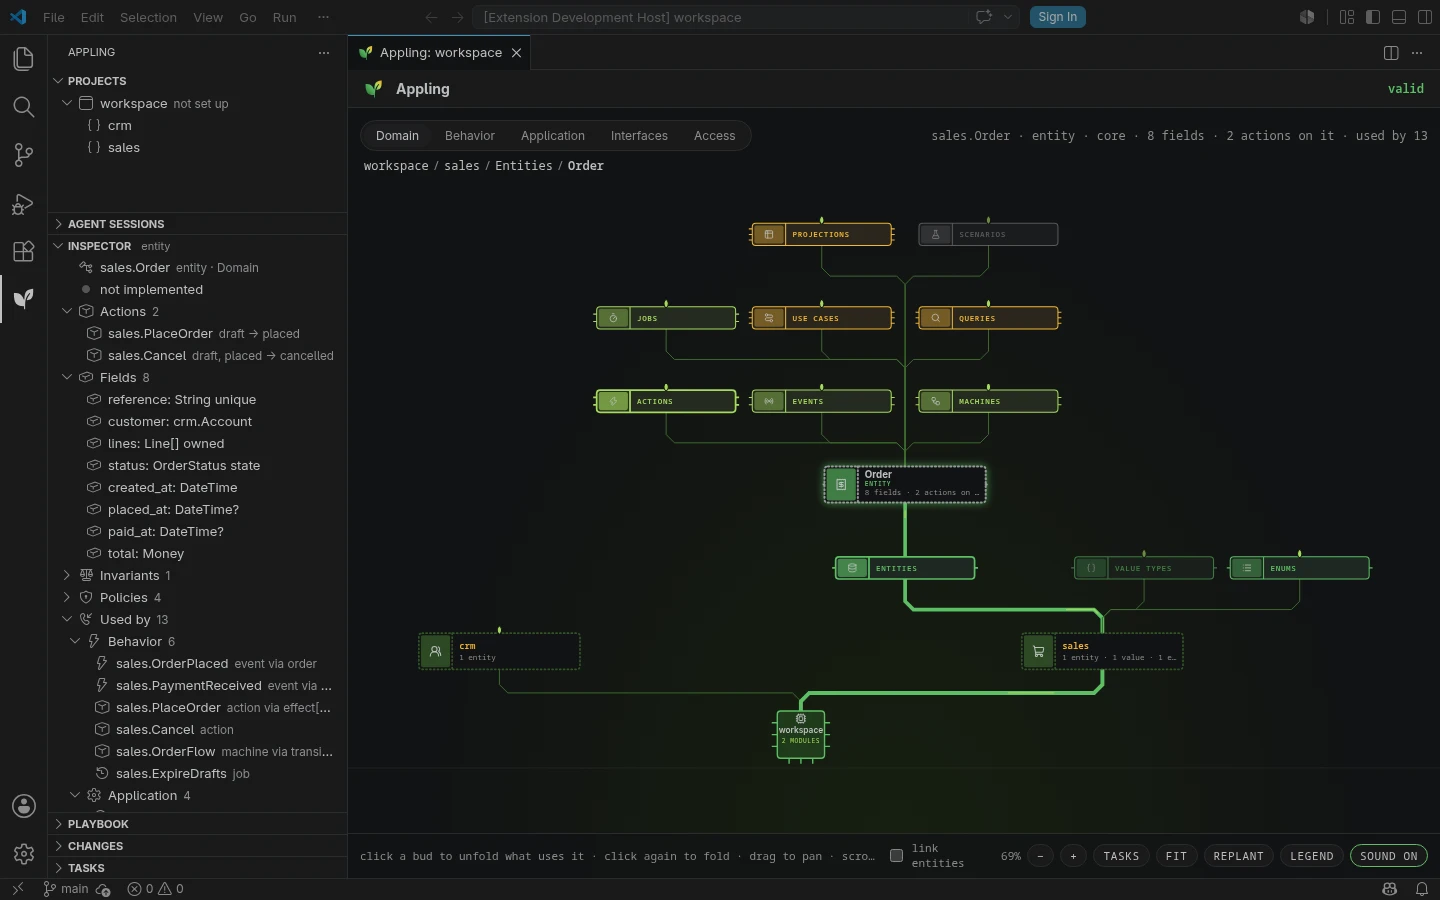 File Edit Selection View Go Run ···
[Extension Development Host] workspace
Sign In
APPLING ···
PROJECTS
workspace not set up
{} crm
{} sales
AGENT SESSIONS
INSPECTOR entity
sales.Order entity · Domain
not implemented
Actions 2
sales.PlaceOrder draft → placed
sales.Cancel draft, placed → cancelled
Fields 8
reference: String unique
customer: crm.Account
lines: Line[] owned
status: OrderStatus state
created_at: DateTime
placed_at: DateTime?
paid_at: DateTime?
total: Money
Invariants 1
Policies 4
Used by 13
Behavior 6
sales.OrderPlaced event via order
sales.PaymentReceived event via ...
sales.PlaceOrder action via effect[...
sales.Cancel action
sales.OrderFlow machine via transi...
sales.ExpireDrafts job
Application 4
PLAYBOOK
CHANGES
TASKS
Appling: workspace
Appling
valid
Domain Behavior Application Interfaces Access
sales.Order · entity · core · 8 fields · 2 actions on it · used by 13
workspace / sales / Entities / Order
PROJECTIONS
SCENARIOS
JOBS
USE CASES
QUERIES
ACTIONS
EVENTS
MACHINES
Order
ENTITY
8 fields · 2 actions on …
ENTITIES
VALUE TYPES
ENUMS
crm
1 entity
sales
1 entity · 1 value · 1 e…
workspace
2 MODULES
click a bud to unfold what uses it · click again to fold · drag to pan · scro…
link entities
69% − + TASKS FIT REPLANT LEGEND SOUND ON
main 0 0